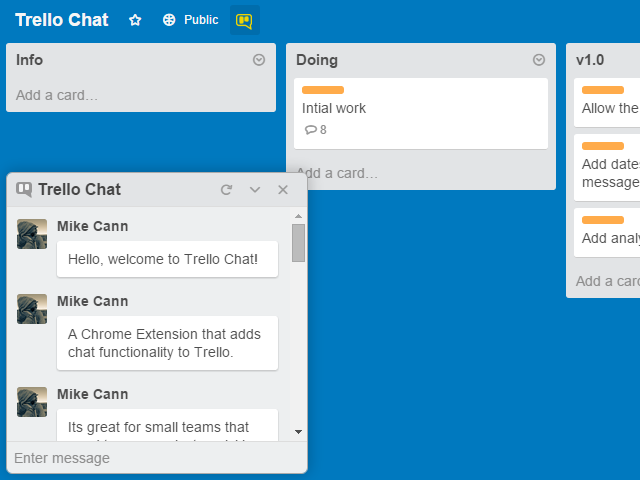 Trello Chat
Public
Info
Add a card…
Doing
Intial work
8
Add a card…
v1.0
Allow the
Add dates
message
Add analy
Add a card
Trello Chat
Mike Cann
Hello, welcome to Trello Chat!
Mike Cann
A Chrome Extension that adds
chat functionality to Trello.
Mike Cann
Its great for small teams that
Enter message